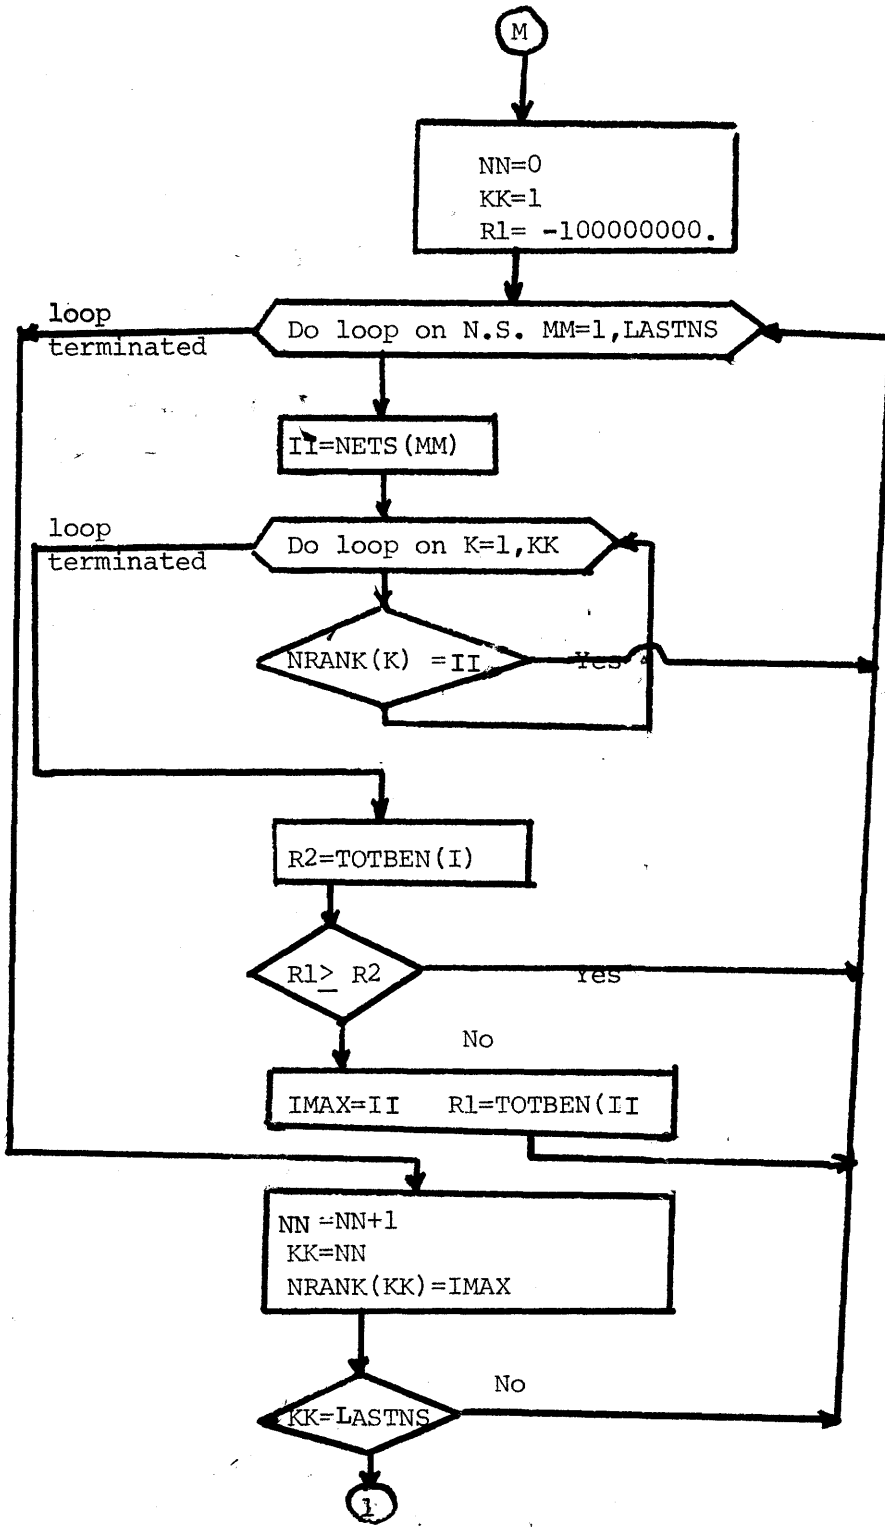 M
NN=0
KK=1
R1= -100000000.
loop
terminated
Do loop on N.S. MM=1,LASTNS
II=NETS(MM)
loop
terminated
Do loop on K=1,KK
NRANK(K) =II
Yes
R2=TOTBEN(I)
R1≥ R2
Yes
No
IMAX=II R1=TOTBEN(II
NN =NN+1
KK=NN
NRANK(KK)=IMAX
No
KK=LASTNS
1